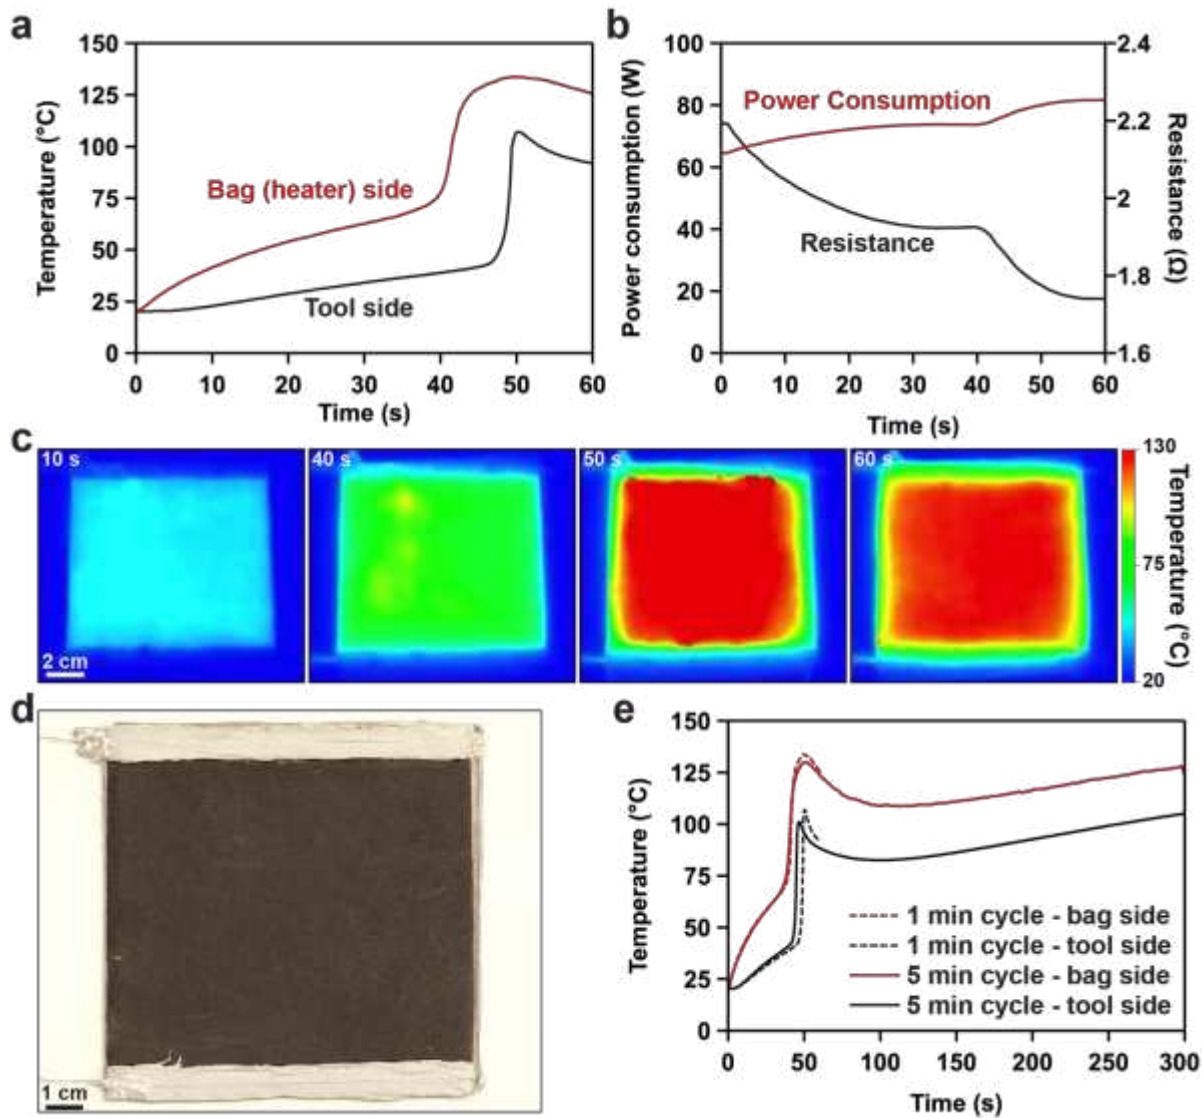 a
150
125
100
75
50
25
0
Temperature (°C)
Bag (heater) side
Tool side
0 10 20 30 40 50 60
Time (s)
b
100
80
60
40
20
0
Power consumption (W)
Power Consumption
Resistance
2.4
2.2
2
1.8
1.6
Resistance (Ω)
0 10 20 30 40 50 60
Time (s)
c
10 s
2 cm
40 s
50 s
60 s
130
75
20
Temperature (°C)
d
1 cm
e
150
125
100
75
50
25
0
Temperature (°C)
1 min cycle - bag side
1 min cycle - tool side
5 min cycle - bag side
5 min cycle - tool side
0 50 100 150 200 250 300
Time (s)